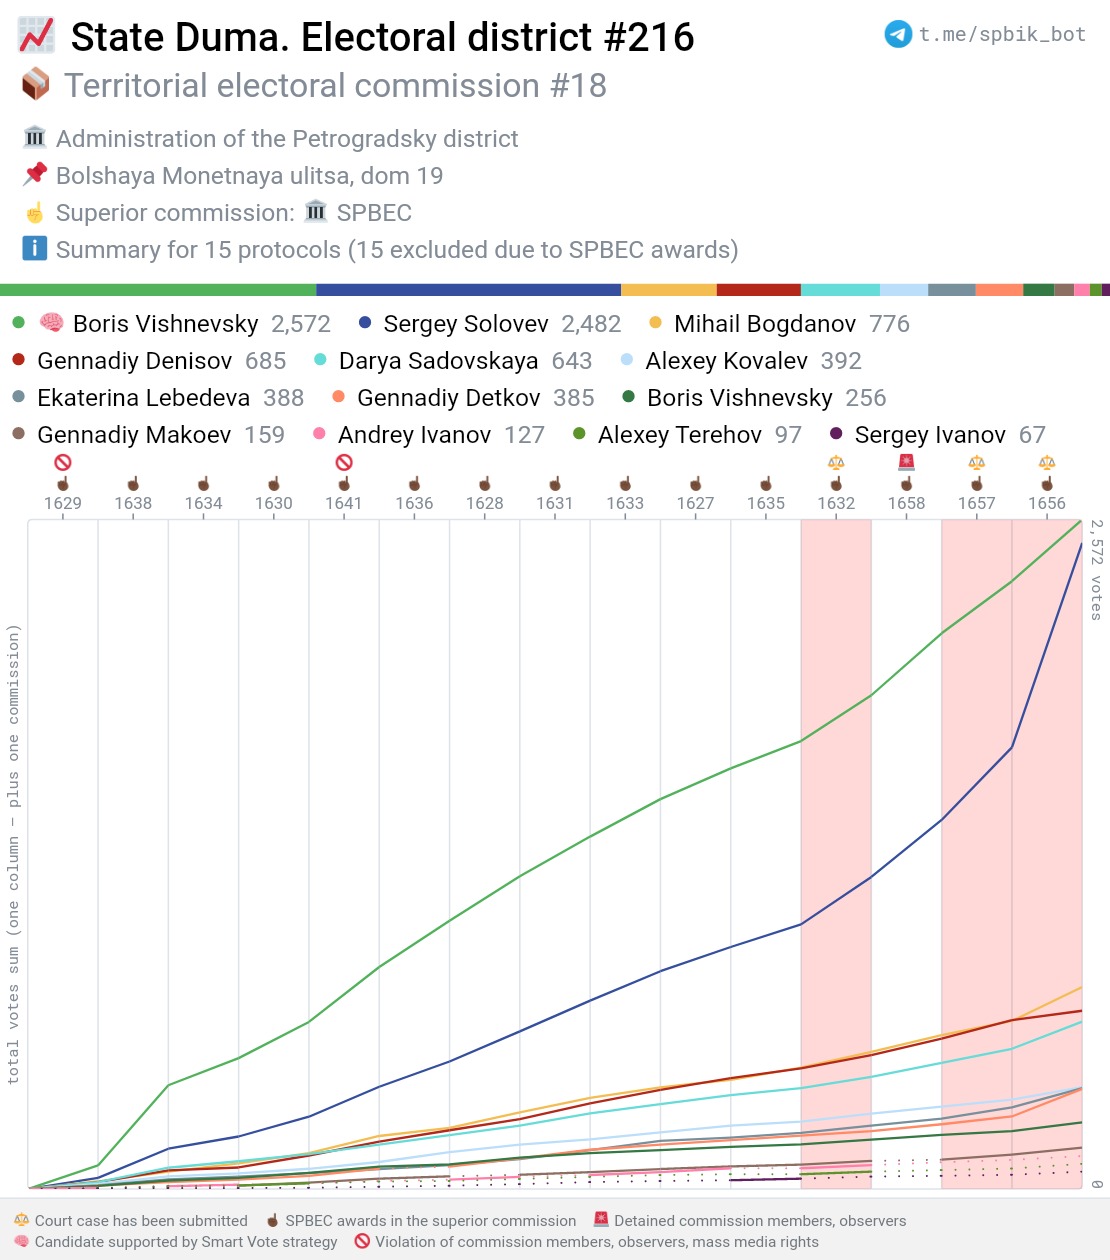 State Duma. Electoral district #216
t.me/spbik_bot
Territorial electoral commission #18
Administration of the Petrogradsky district
Bolshaya Monetnaya ulitsa, dom 19
Superior commission: SPBEC
Summary for 15 protocols (15 excluded due to SPBEC awards)
Boris Vishnevsky 2,572 Sergey Solovev 2,482 Mihail Bogdanov 776
Gennadiy Denisov 685 Darya Sadovskaya 643 Alexey Kovalev 392
Ekaterina Lebedeva 388 Gennadiy Detkov 385 Boris Vishnevsky 256
Gennadiy Makoev 159 Andrey Ivanov 127 Alexey Terehov 97 Sergey Ivanov 67
1629 1638 1634 1630 1641 1636 1628 1631 1633 1627 1635 1632 1658 1657 1656
2,572 votes
total votes sum (one column – plus one commission)
0
Court case has been submitted SPBEC awards in the superior commission Detained commission members, observers
Candidate supported by Smart Vote strategy Violation of commission members, observers, mass media rights